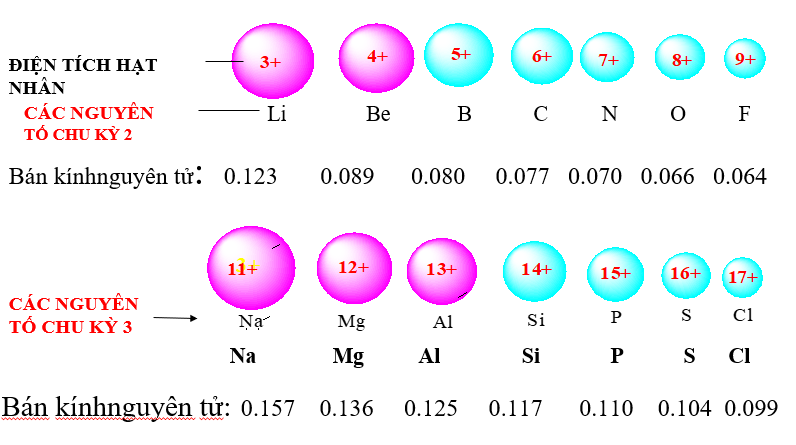 3+ 4+ 5+ 6+ 7+ 8+ 9+
ĐIỆN TÍCH HẠT
NHÂN
CÁC NGUYÊN
TỐ CHU KỲ 2
Li Be B C N O F
Bán kínhnguyên tử: 0.123 0.089 0.080 0.077 0.070 0.066 0.064
11+ 12+ 13+ 14+ 15+ 16+ 17+
CÁC NGUYÊN
TỐ CHU KỲ 3
Na Mg Al Si P S Cl
Na Mg Al Si P S Cl
Bán kínhnguyên tử: 0.157 0.136 0.125 0.117 0.110 0.104 0.099